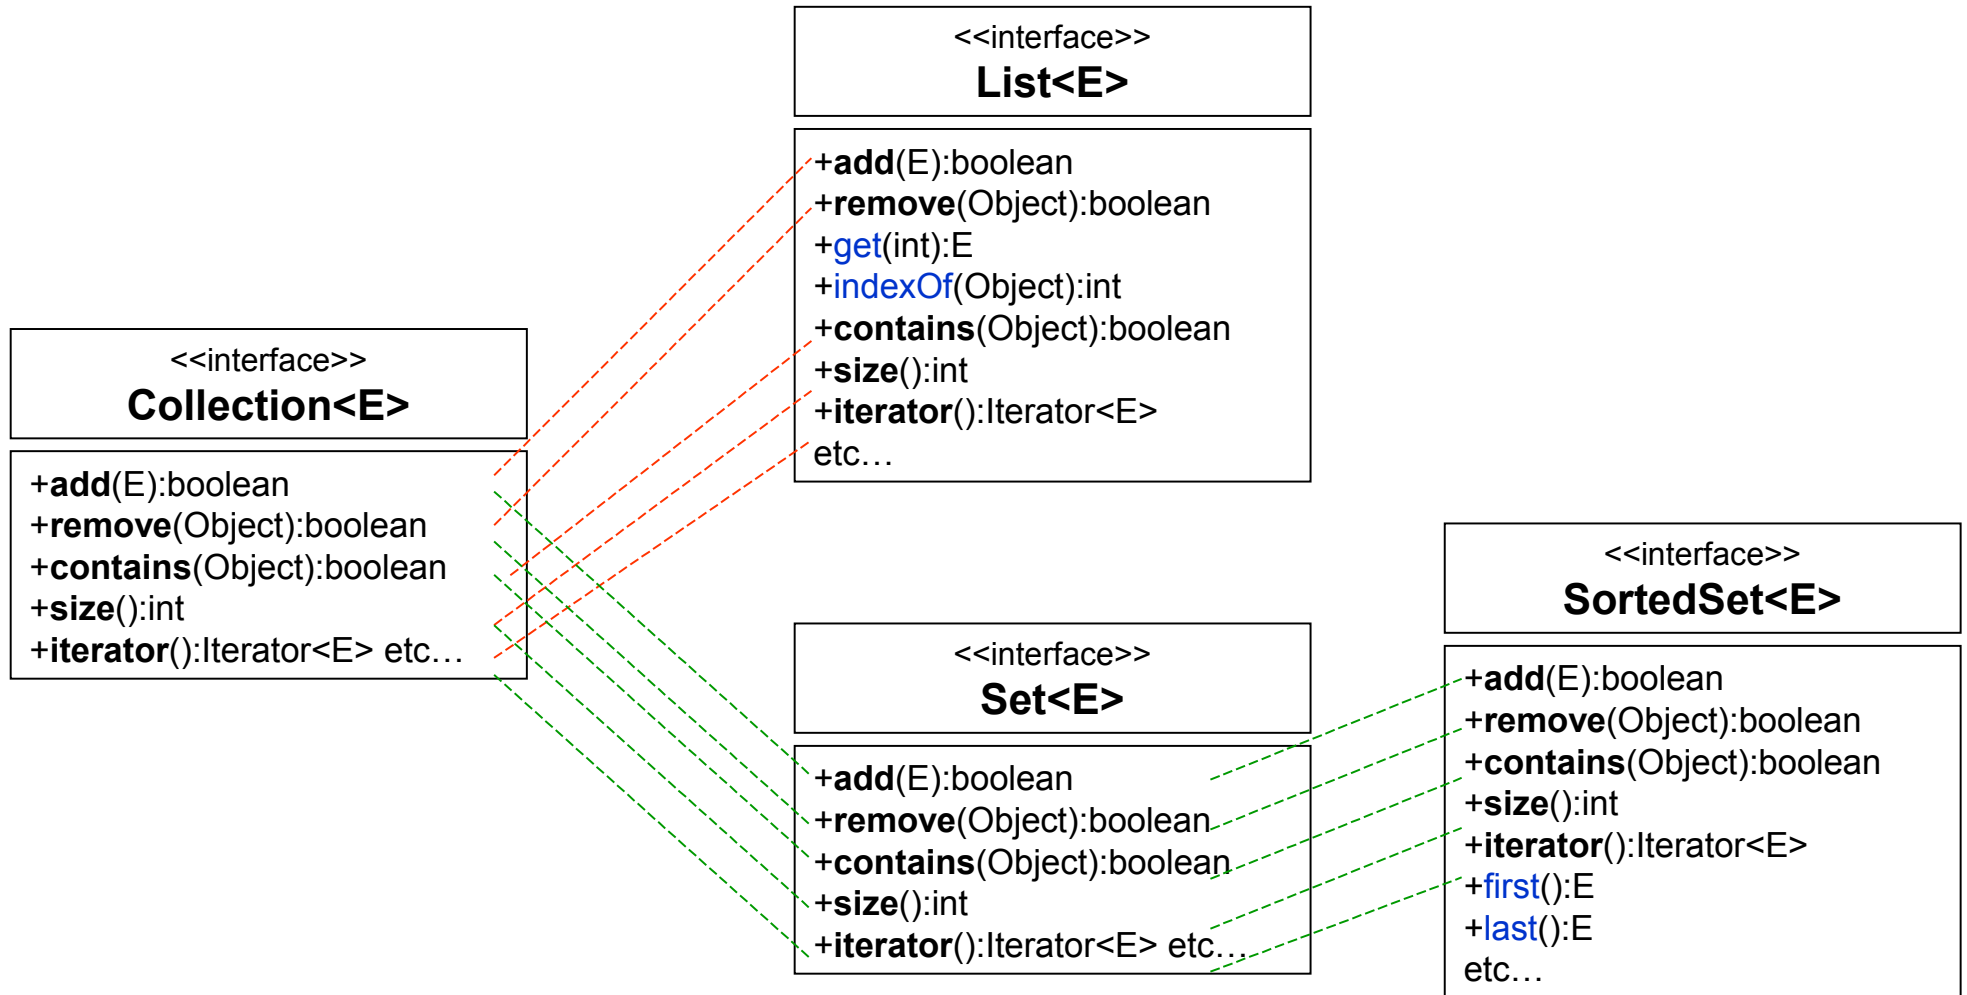 <<interface>>
List<E>
+add(E):boolean
+remove(Object):boolean
+get(int):E
+indexOf(Object):int
+contains(Object):boolean
+size():int
+iterator():Iterator<E>
etc…
<<interface>>
Collection<E>
+add(E):boolean
+remove(Object):boolean
+contains(Object):boolean
+size():int
+iterator():Iterator<E> etc…
<<interface>>
Set<E>
+add(E):boolean
+remove(Object):boolean
+contains(Object):boolean
+size():int
+iterator():Iterator<E> etc…
<<interface>>
SortedSet<E>
+add(E):boolean
+remove(Object):boolean
+contains(Object):boolean
+size():int
+iterator():Iterator<E>
+first():E
+last():E
etc…